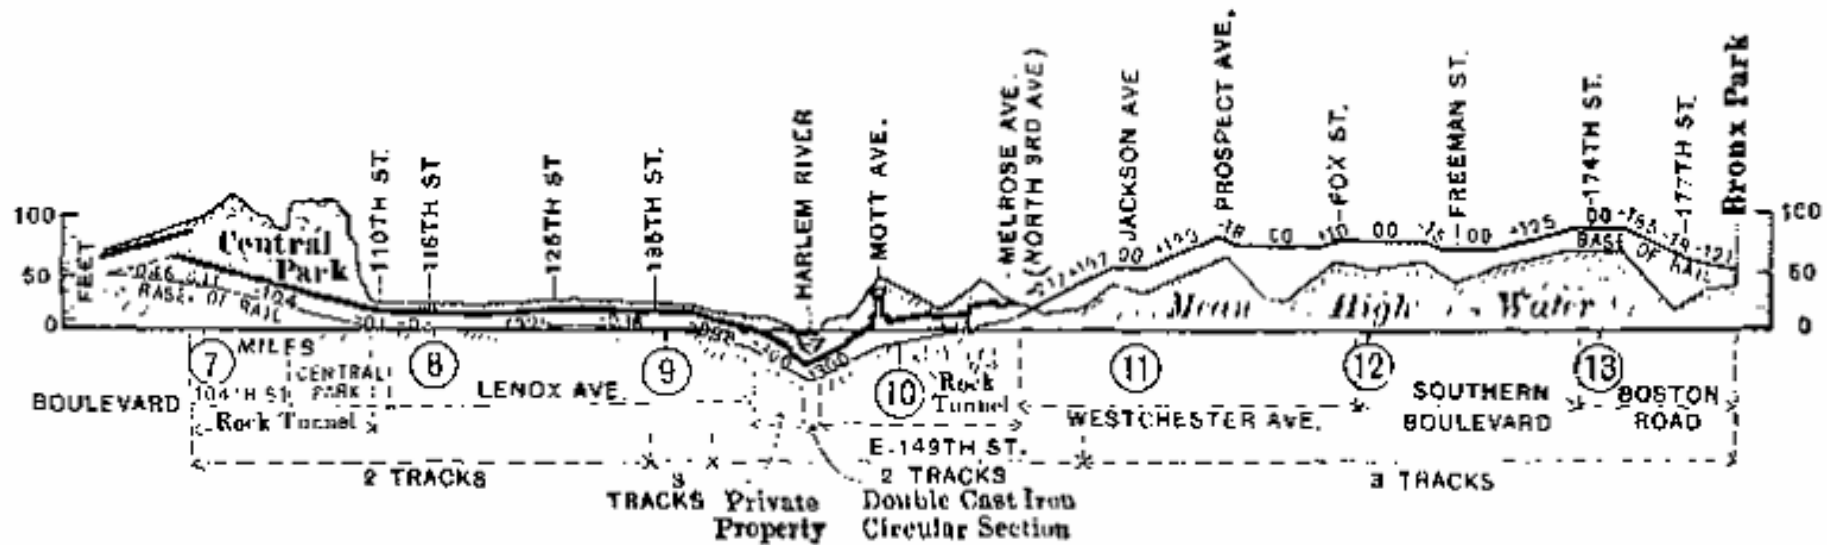 110TH ST.
116TH ST
125TH ST
135TH ST.
HARLEM RIVER
MOTT AVE.
MELROSE AVE.
(NORTH 3RD AVE)
JACKSON AVE
PROSPECT AVE.
FOX ST.
FREEMAN ST.
174TH ST.
177TH ST.
Bronx Park
100
50
0
FEET
Central
Park
BASE OF RAIL
100
50
0
BASE OF RAIL
Mean High Water
7 8 9 10 11 12 13
MILES
CENTRAL
PARK
104TH ST
BOULEVARD
Rock Tunnel
LENOX AVE.
Rock
Tunnel
E-149TH ST.
WESTCHESTER AVE.
SOUTHERN
BOULEVARD
BOSTON
ROAD
2 TRACKS
3
TRACKS
Private
Property
2 TRACKS
Double Cast Iron
Circular Section
3 TRACKS